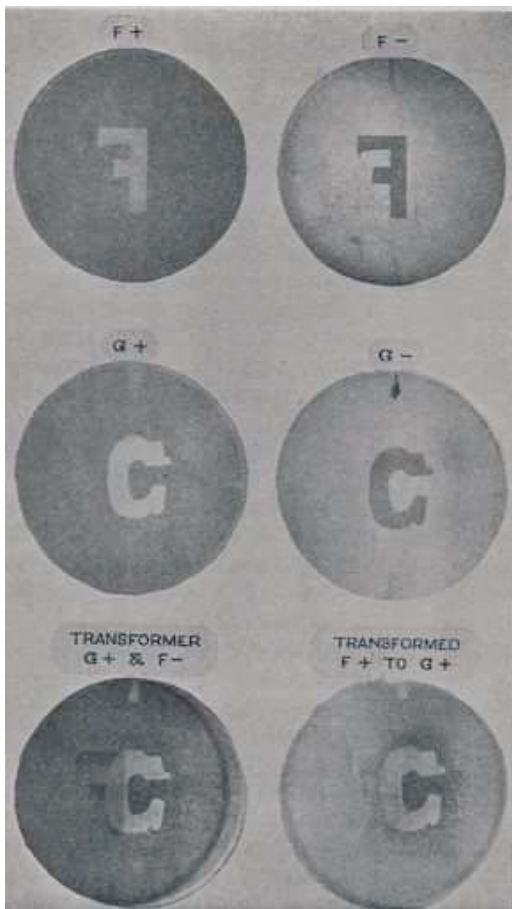 F +
F −
F
F
G +
G −
C
C
TRANSFORMER
G + & F −
TRANSFORMED
F + TO G +
F C
C